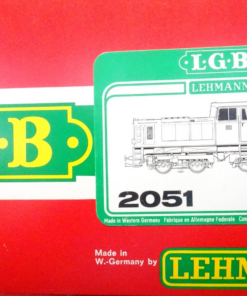 L·G·B
LEHMANN
·B·
2051
Made in Western Germany Fabriqué en Allemagne Fédérale
Made in
W.-Germany by
LEHM